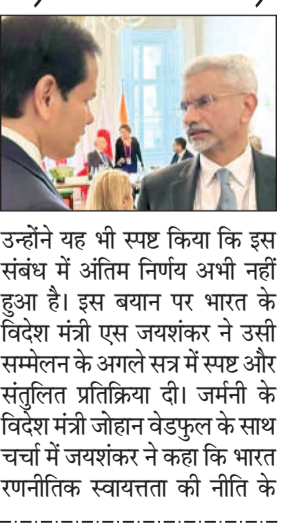 उन्होंने यह भी स्पष्ट किया कि इस
संबंध में अंतिम निर्णय अभी नहीं
हुआ है। इस बयान पर भारत के
विदेश मंत्री एस जयशंकर ने उसी
सम्मेलन के अगले सत्र में स्पष्ट और
संतुलित प्रतिक्रिया दी। जर्मनी के
विदेश मंत्री जोहान वेडफुल के साथ
चर्चा में जयशंकर ने कहा कि भारत
रणनीतिक स्वायत्तता की नीति के